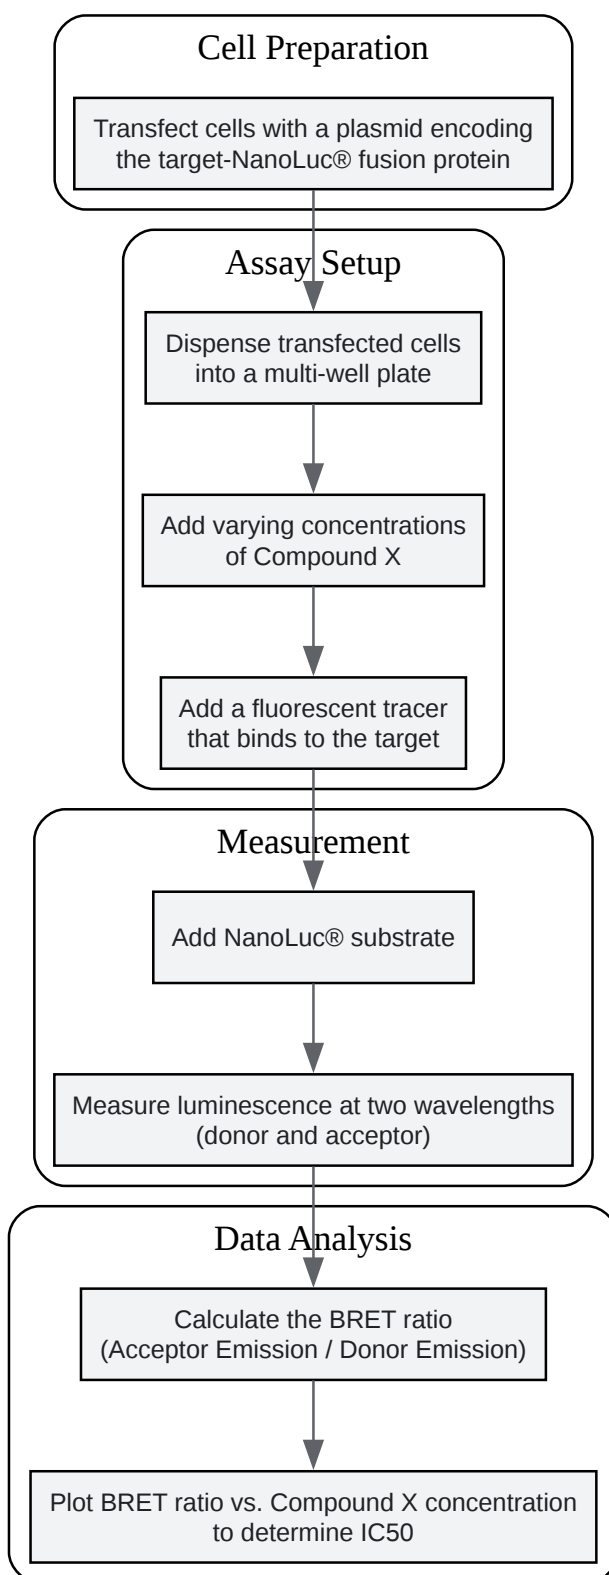 Cell Preparation
Transfect cells with a plasmid encoding
the target-NanoLuc® fusion protein
Assay Setup
Dispense transfected cells
into a multi-well plate
Add varying concentrations
of Compound X
Add a fluorescent tracer
that binds to the target
Measurement
Add NanoLuc® substrate
Measure luminescence at two wavelengths
(donor and acceptor)
Data Analysis
Calculate the BRET ratio
(Acceptor Emission / Donor Emission)
Plot BRET ratio vs. Compound X concentration
to determine IC50